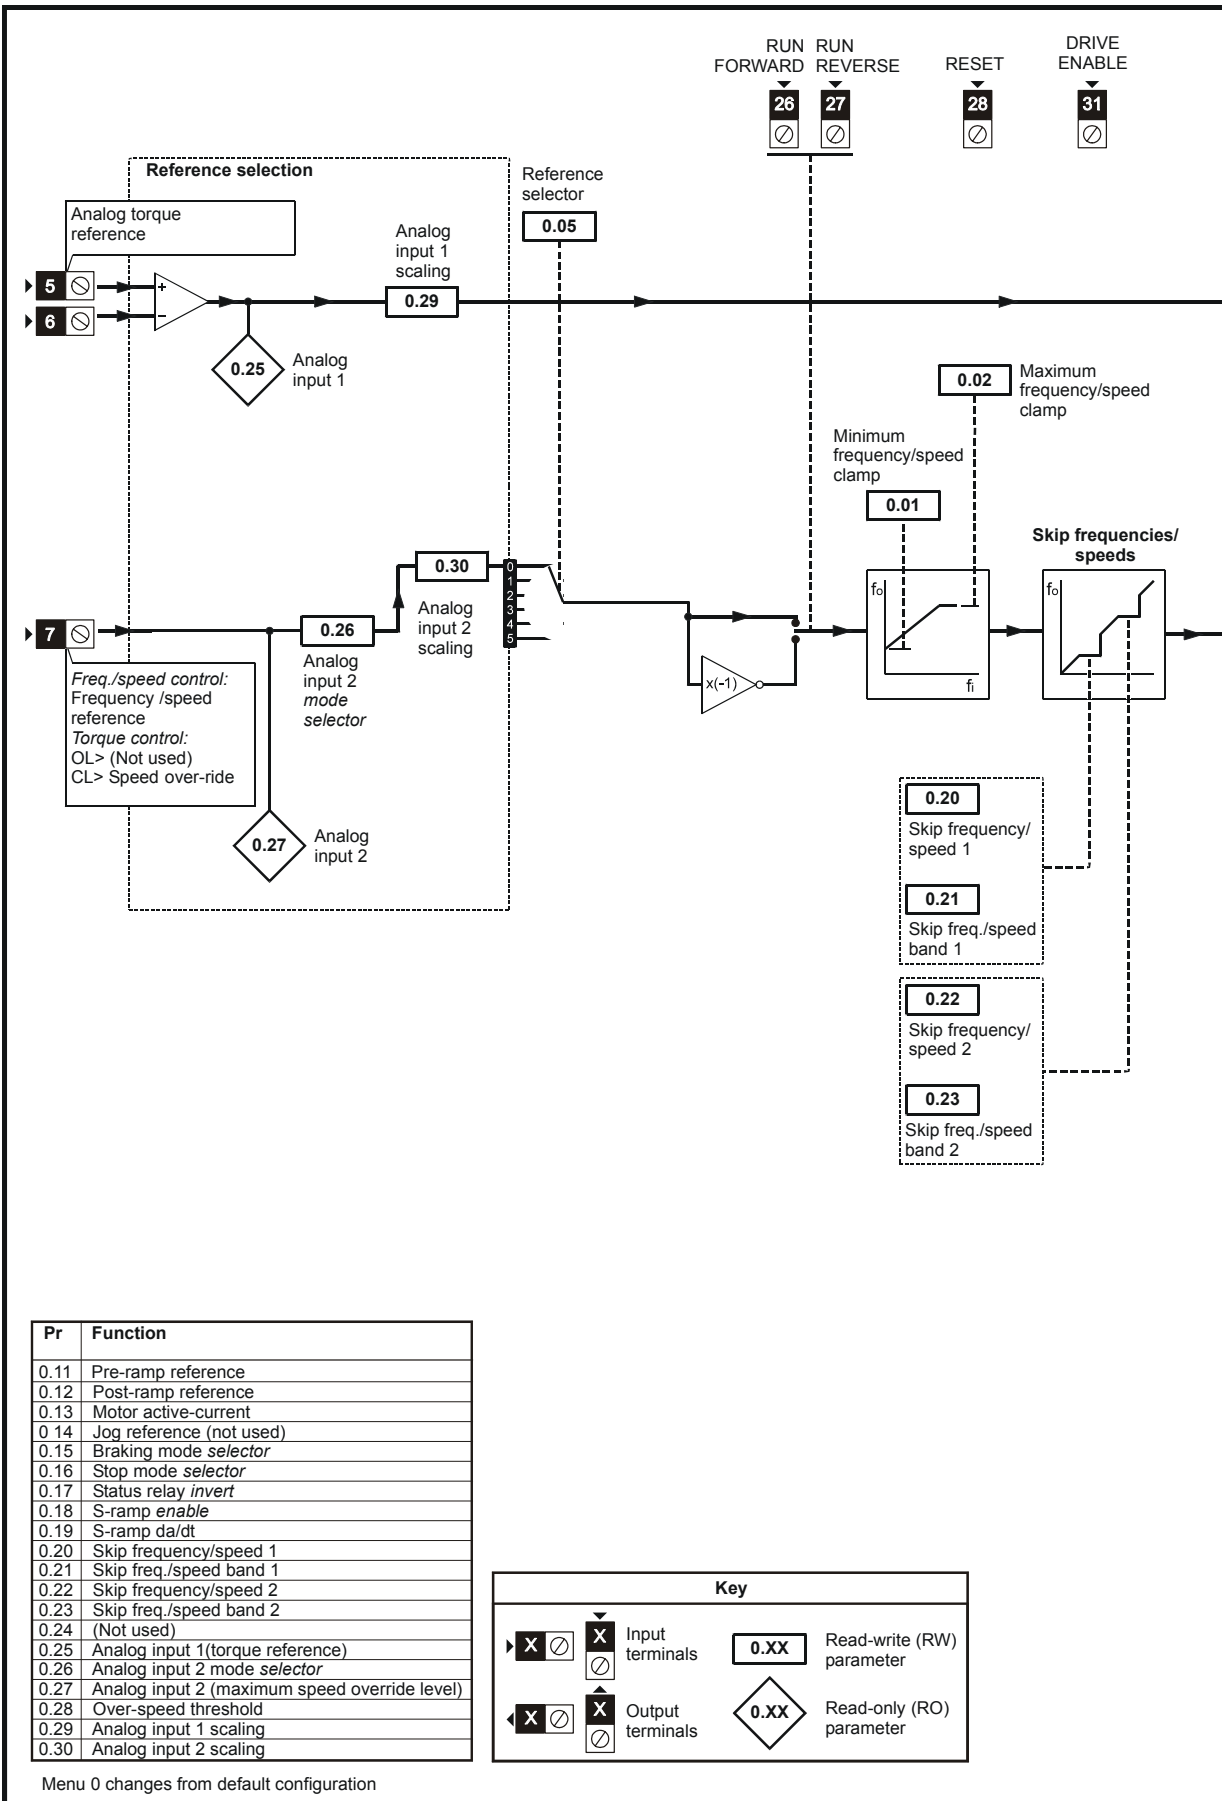 RUN RUN
FORWARD REVERSE
RESET
DRIVE
ENABLE
26
27
28
31
Reference selection
Reference
selector
0.05
Analog torque
reference
Analog
input 1
scaling
5
6
+
–
0.29
0.25
Analog
input 1
0.02
Maximum
frequency/speed
clamp
Minimum
frequency/speed
clamp
0.01
Skip frequencies/
speeds
0.30
Analog
input 2
scaling
0
1
2
3
4
5
7
0.26
Analog
input 2
mode
selector
Freq./speed control:
Frequency /speed
reference
Torque control:
OL> (Not used)
CL> Speed over-ride
0.27
Analog
input 2
x(-1)
fo
fi
fo
0.20
Skip frequency/
speed 1
0.21
Skip freq./speed
band 1
0.22
Skip frequency/
speed 2
0.23
Skip freq./speed
band 2
Pr Function
0.11 Pre-ramp reference
0.12 Post-ramp reference
0.13 Motor active-current
0 14 Jog reference (not used)
0.15 Braking mode selector
0.16 Stop mode selector
0.17 Status relay invert
0.18 S-ramp enable
0.19 S-ramp da/dt
0.20 Skip frequency/speed 1
0.21 Skip freq./speed band 1
0.22 Skip frequency/speed 2
0.23 Skip freq./speed band 2
0.24 (Not used)
0.25 Analog input 1(torque reference)
0.26 Analog input 2 mode selector
0.27 Analog input 2 (maximum speed override level)
0.28 Over-speed threshold
0.29 Analog input 1 scaling
0.30 Analog input 2 scaling
Key
X
X
Input
terminals
0.XX
Read-write (RW)
parameter
X
X
Output
terminals
0.XX
Read-only (RO)
parameter
Menu 0 changes from default configuration